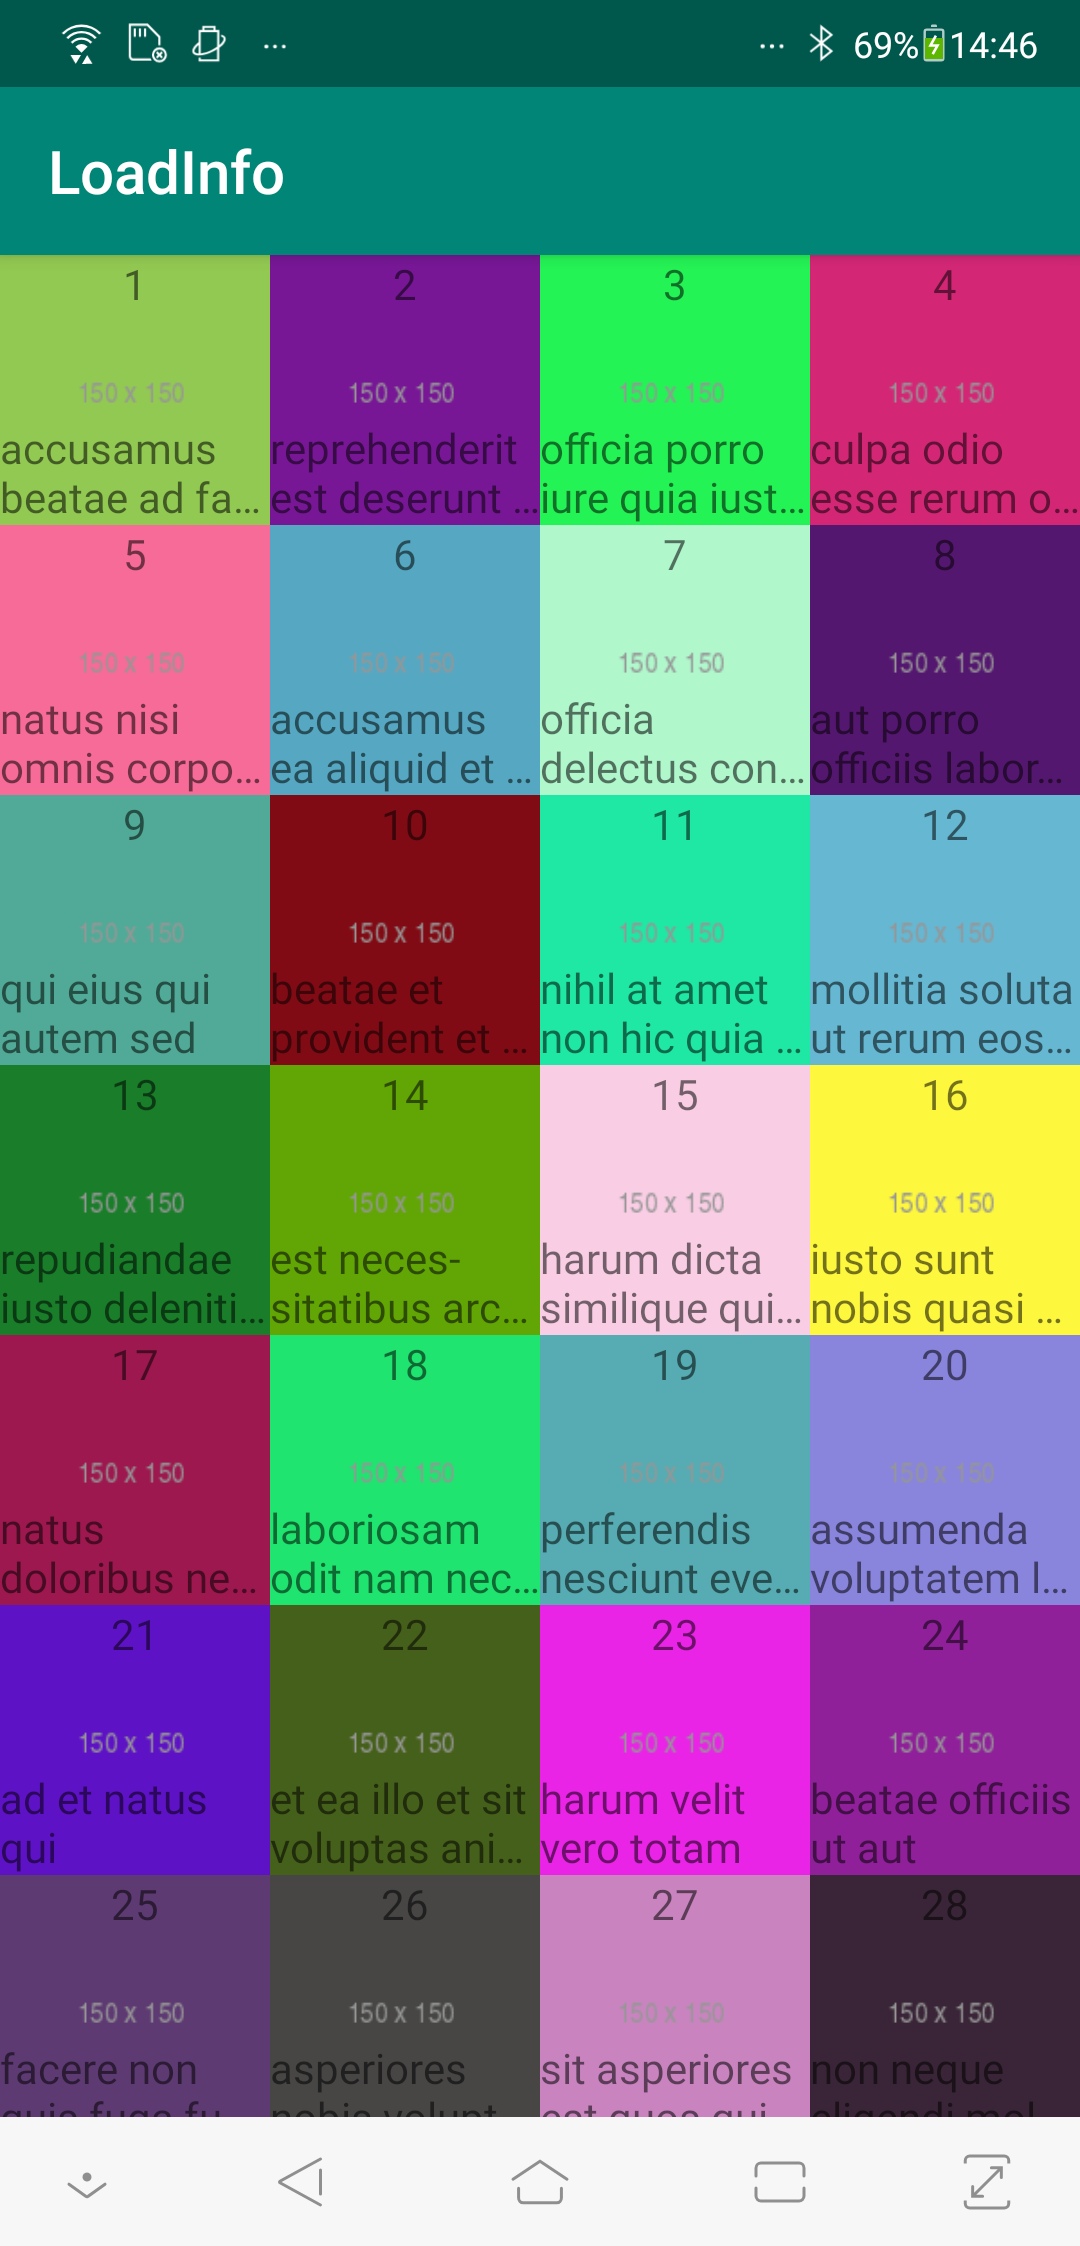 69% 14:46
LoadInfo
1 2 3 4
150 x 150 150 x 150 150 x 150 150 x 150
accusamus reprehenderit officia porro culpa odio
beatae ad fa... est deserunt ... iure quia iust... esse rerum o...
5 6 7 8
150 x 150 150 x 150 150 x 150 150 x 150
natus nisi accusamus officia aut porro
omnis corpo... ea aliquid et ... delectus con... officiis labor...
9 10 11 12
150 x 150 150 x 150 150 x 150 150 x 150
qui eius qui beatae et nihil at amet mollitia soluta
autem sed provident et ... non hic quia ... ut rerum eos...
13 14 15 16
150 x 150 150 x 150 150 x 150 150 x 150
repudiandae est neces- harum dicta iusto sunt
iusto deleniti... sitatibus arc... similique qui... nobis quasi ...
17 18 19 20
150 x 150 150 x 150 150 x 150 150 x 150
natus laboriosam perferendis assumenda
doloribus ne... odit nam nec... nesciunt eve... voluptatem l...
21 22 23 24
150 x 150 150 x 150 150 x 150 150 x 150
ad et natus et ea illo et sit harum velit beatae officiis
qui voluptas ani... vero totam ut aut
25 26 27 28
150 x 150 150 x 150 150 x 150 150 x 150
facere non asperiores sit asperiores non neque